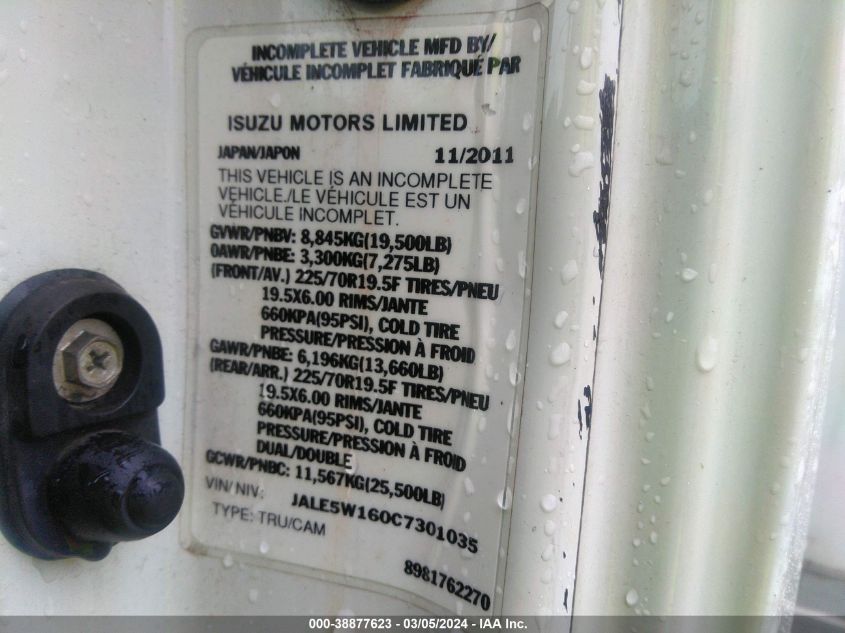 INCOMPLETE VEHICLE MFD BY/
VÉHICULE INCOMPLET FABRIQUÉ PAR
ISUZU MOTORS LIMITED
JAPAN/JAPON 11/2011
THIS VEHICLE IS AN INCOMPLETE
VEHICLE./LE VÉHICULE EST UN
VÉHICULE INCOMPLET.
GVWR/PNBV: 8,845KG(19,500LB)
GAWR/PNBE: 3,300KG(7,275LB)
(FRONT/AV.) 225/70R19.5F TIRES/PNEU
19.5X6.00 RIMS/JANTE
660KPA(95PSI), COLD TIRE
PRESSURE/PRESSION À FROID
GAWR/PNBE: 6,196KG(13,660LB)
(REAR/ARR.) 225/70R19.5F TIRES/PNEU
19.5X6.00 RIMS/JANTE
660KPA(95PSI), COLD TIRE
PRESSURE/PRESSION À FROID
DUAL/DOUBLE
GCWR/PNBC: 11,567KG(25,500LB)
VIN/NIV: JALE5W160C7301035
TYPE: TRU/CAM
8981762270
000-38877623 - 03/05/2024 - IAA Inc.